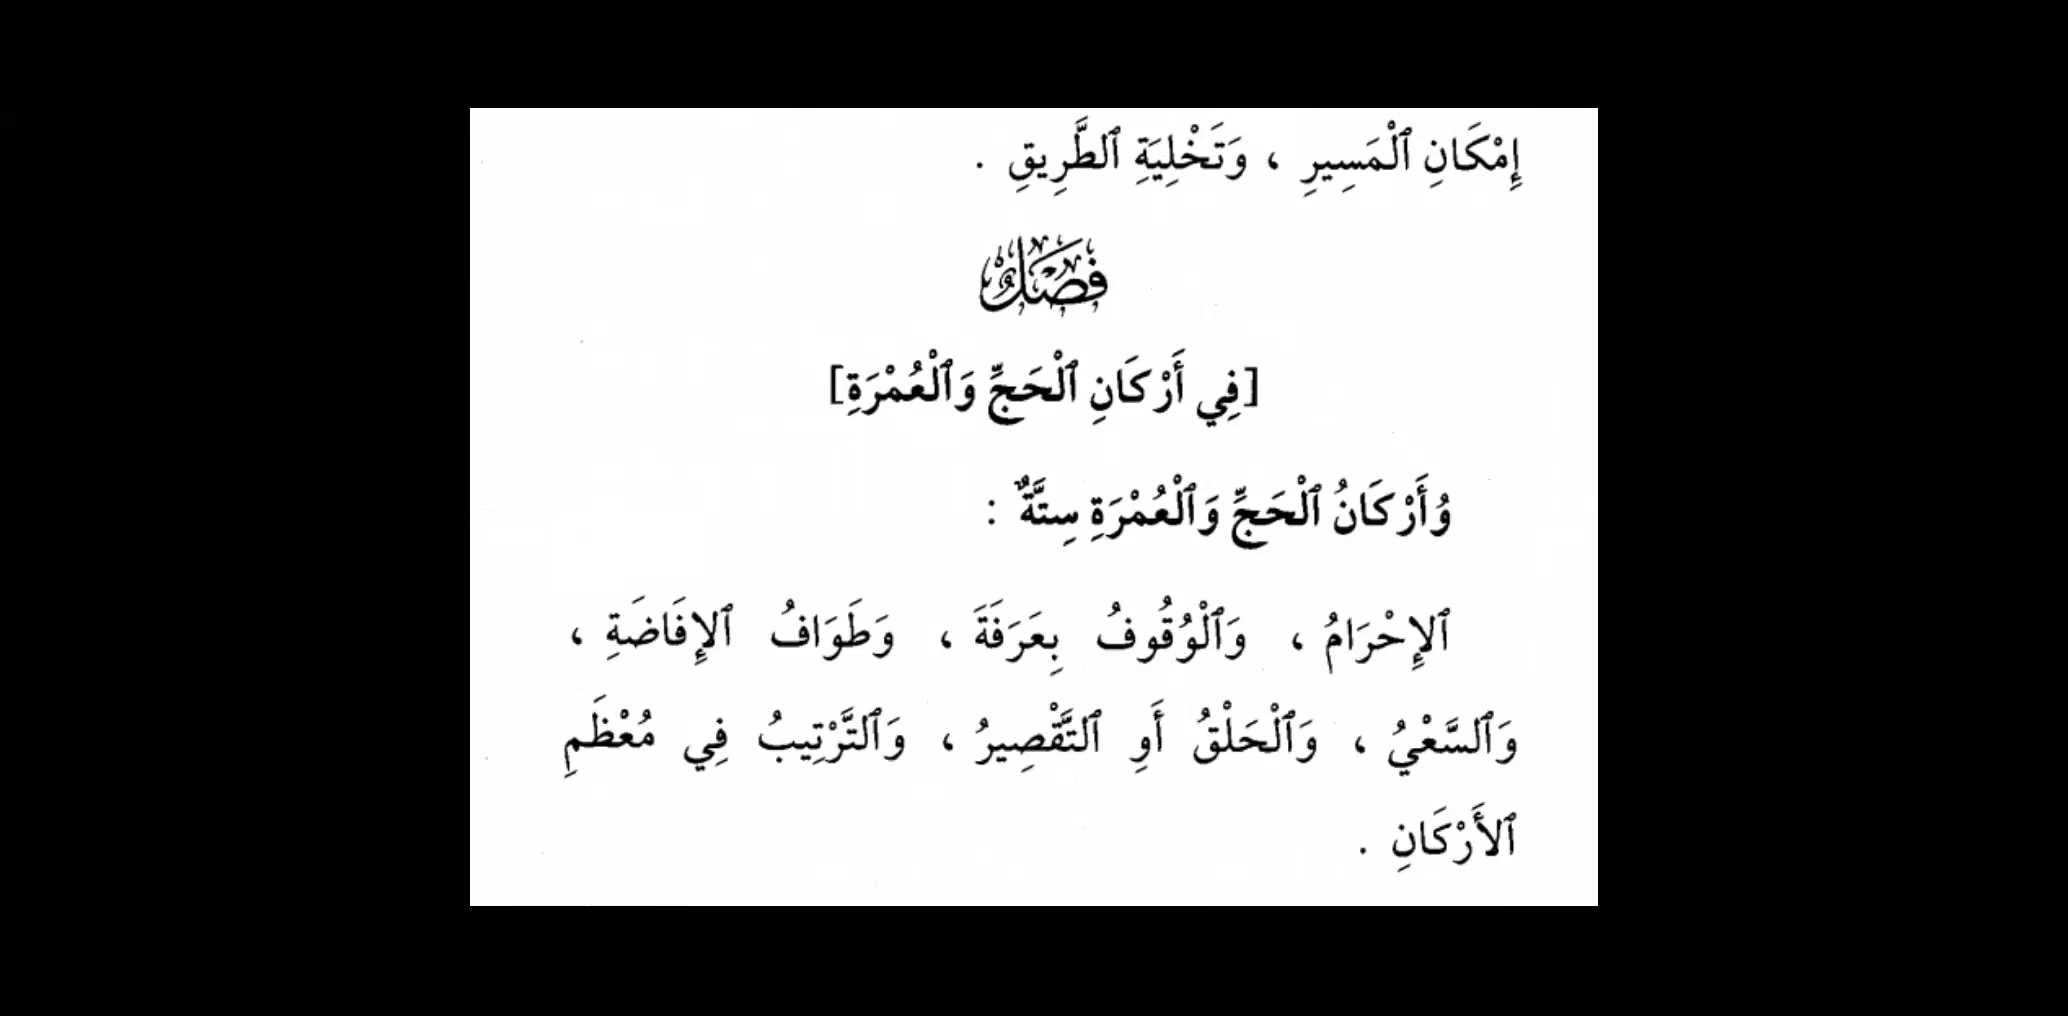 إِمْكَانِ ٱلْمَسِيرِ ، وَتَخْلِيَةِ ٱلطَّرِيقِ .
فَصْلٌ
[فِي أَرْكَانِ ٱلْحَجِّ وَٱلْعُمْرَةِ]
وُأَرْكَانُ ٱلْحَجِّ وَٱلْعُمْرَةِ سِتَّةٌ :
ٱلإِحْرَامُ ، وَٱلْوُقُوفُ بِعَرَفَةَ ، وَطَوَافُ ٱلإِفَاضَةِ ،
وَٱلسَّعْيُ ، وَٱلْحَلْقُ أَوِ ٱلتَّقْصِيرُ ، وَٱلتَّرْتِيبُ فِي مُعْظَمِ
ٱلأَرْكَانِ .